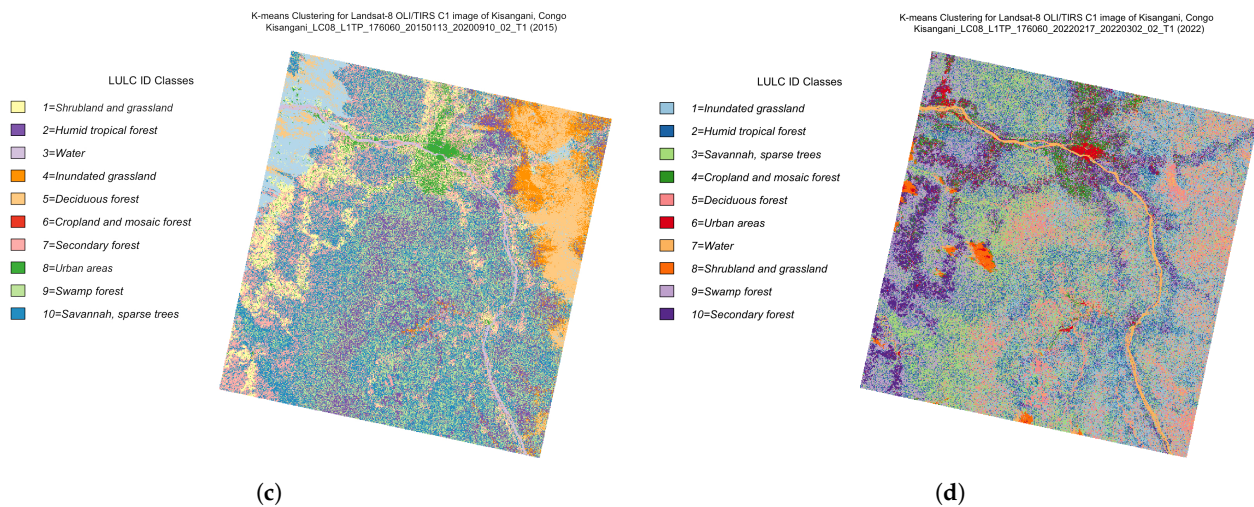 K-means Clustering for Landsat-8 OLI/TIRS C1 image of Kisangani, Congo
Kisangani_LC08_L1TP_176060_20150113_20200910_02_T1 (2015)
LULC ID Classes
1=Shrubland and grassland
2=Humid tropical forest
3=Water
4=Inundated grassland
5=Deciduous forest
6=Cropland and mosaic forest
7=Secondary forest
8=Urban areas
9=Swamp forest
10=Savannah, sparse trees
(c)
K-means Clustering for Landsat-8 OLI/TIRS C1 image of Kisangani, Congo
Kisangani_LC08_L1TP_176060_20220217_20220302_02_T1 (2022)
LULC ID Classes
1=Inundated grassland
2=Humid tropical forest
3=Savannah, sparse trees
4=Cropland and mosaic forest
5=Deciduous forest
6=Urban areas
7=Water
8=Shrubland and grassland
9=Swamp forest
10=Secondary forest
(d)